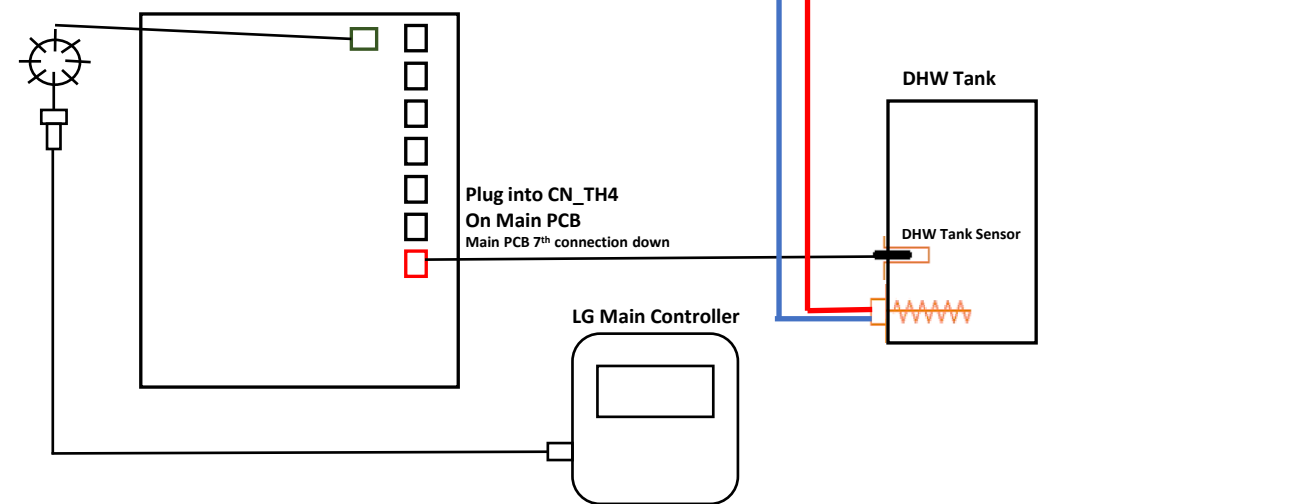 DHW Tank
Plug into CN_TH4
On Main PCB
Main PCB 7th connection down
DHW Tank Sensor
LG Main Controller